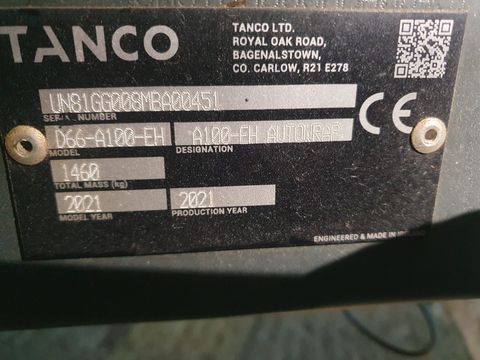 TANCO
TANCO LTD.
ROYAL OAK ROAD,
BAGENALSTOWN,
CO. CARLOW, R21 E278
UN81GG008MBA00451
SERIAL NUMBER
CE
D66-A100-EH
A100-EH AUTOWRAP
MODEL
DESIGNATION
1460
TOTAL MASS (kg)
2021
2021
MODEL YEAR
PRODUCTION YEAR
ENGINEERED & MADE IN